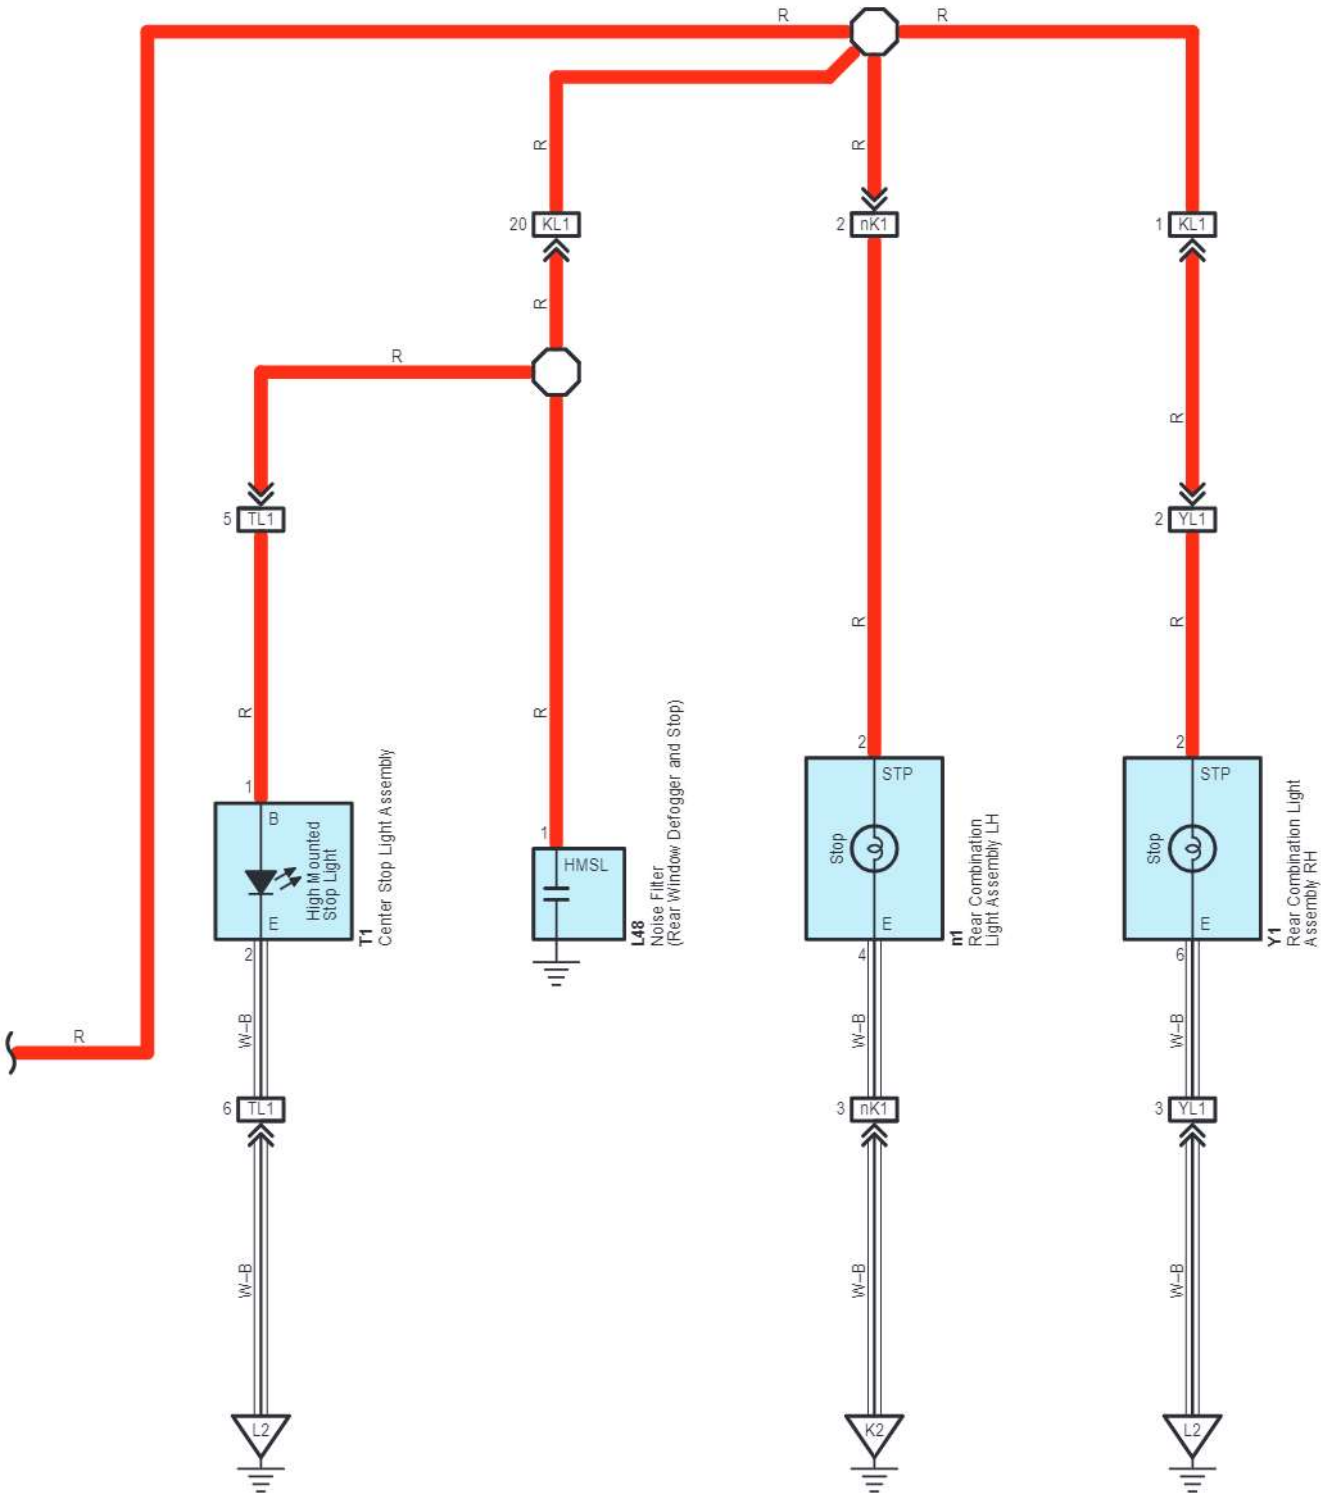 R
R
R
R
20 KL1
2 nK1
1 KL1
R
R
R
5 TL1
2 YL1
R
R
R
R
1
B
High Mounted
Stop Light
E
T1
Center Stop Light Assembly
2
1
HMSL
L48
Noise Filter
(Rear Window Defogger and Stop)
2
STP
Stop
E
n1
Rear Combination
Light Assembly LH
4
2
STP
Stop
E
Y1
Rear Combination Light
Assembly RH
6
R
W–B
W–B
W–B
6 TL1
3 nK1
3 YL1
W–B
W–B
W–B
L2
K2
L2